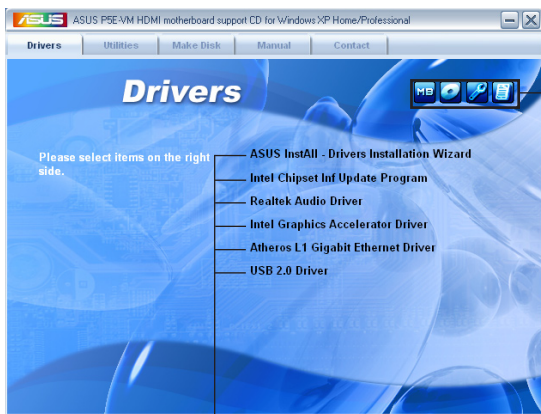 ASUS ASUS P5E-VM HDMI motherboard support CD for Windows XP Home/Professional
Drivers Utilities Make Disk Manual Contact
Drivers
MB
Please select items on the right
side.
ASUS InstAll - Drivers Installation Wizard
Intel Chipset Inf Update Program
Realtek Audio Driver
Intel Graphics Accelerator Driver
Atheros L1 Gigabit Ethernet Driver
USB 2.0 Driver